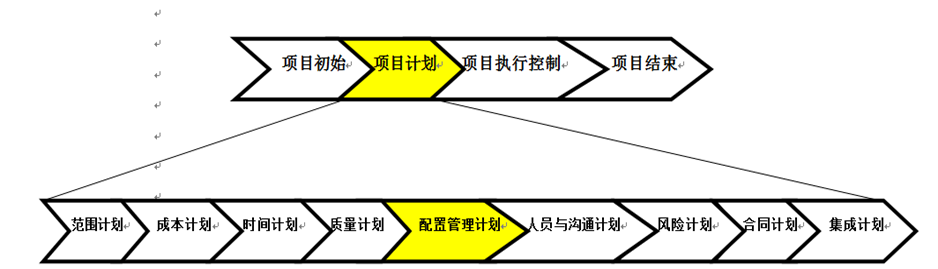 项目初始 项目计划 项目执行控制 项目结束
范围计划 成本计划 时间计划 质量计划 配置管理计划 人员与沟通计划 风险计划 合同计划 集成计划